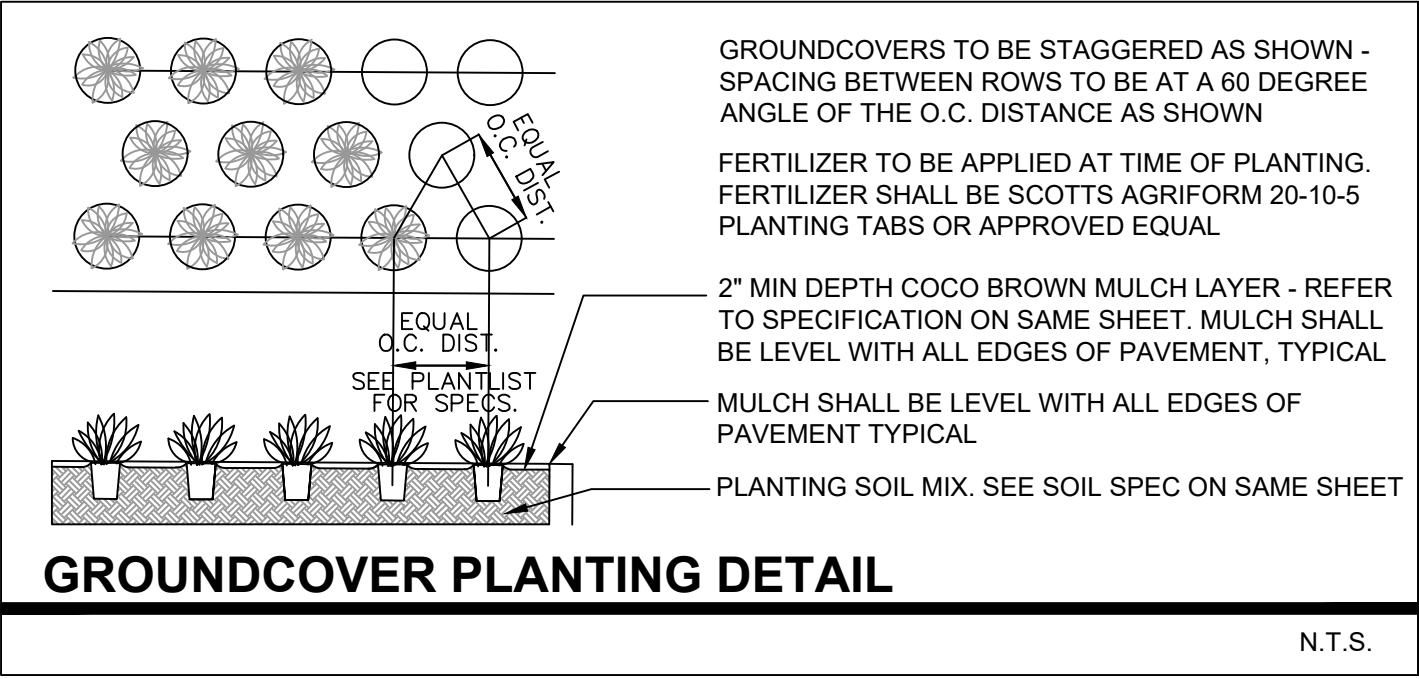 GROUNDCOVERS TO BE STAGGERED AS SHOWN -
SPACING BETWEEN ROWS TO BE AT A 60 DEGREE
ANGLE OF THE O.C. DISTANCE AS SHOWN
EQUAL
O.C. DIST.
FERTILIZER TO BE APPLIED AT TIME OF PLANTING.
FERTILIZER SHALL BE SCOTTS AGRIFORM 20-10-5
PLANTING TABS OR APPROVED EQUAL
2" MIN DEPTH COCO BROWN MULCH LAYER - REFER
TO SPECIFICATION ON SAME SHEET. MULCH SHALL
BE LEVEL WITH ALL EDGES OF PAVEMENT, TYPICAL
EQUAL
O.C. DIST.
SEE PLANTLIST
FOR SPECS.
MULCH SHALL BE LEVEL WITH ALL EDGES OF
PAVEMENT TYPICAL
PLANTING SOIL MIX. SEE SOIL SPEC ON SAME SHEET
GROUNDCOVER PLANTING DETAIL
N.T.S.